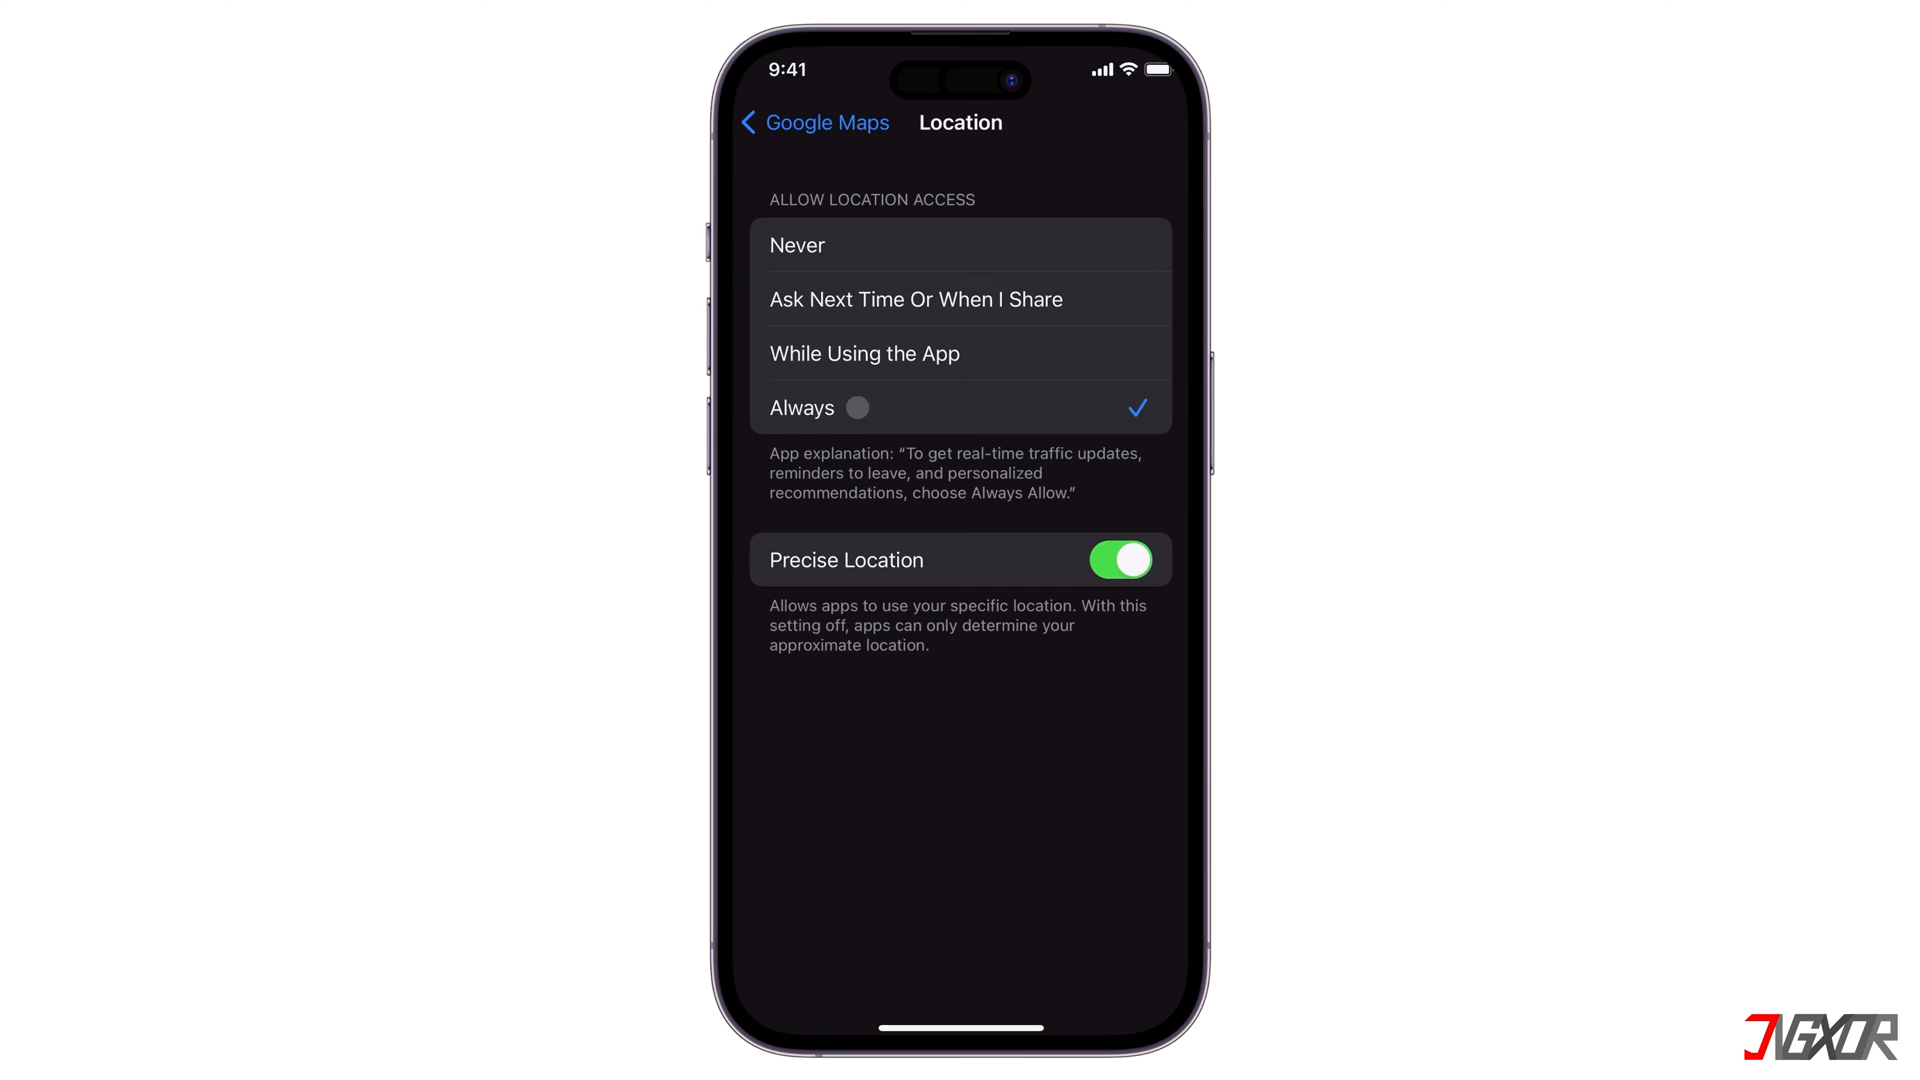 9:41
Google Maps
Location
ALLOW LOCATION ACCESS
Never
Ask Next Time Or When I Share
While Using the App
Always
App explanation: “To get real-time traffic updates,
reminders to leave, and personalized
recommendations, choose Always Allow.”
Precise Location
Allows apps to use your specific location. With this
setting off, apps can only determine your
approximate location.
JVGXOR